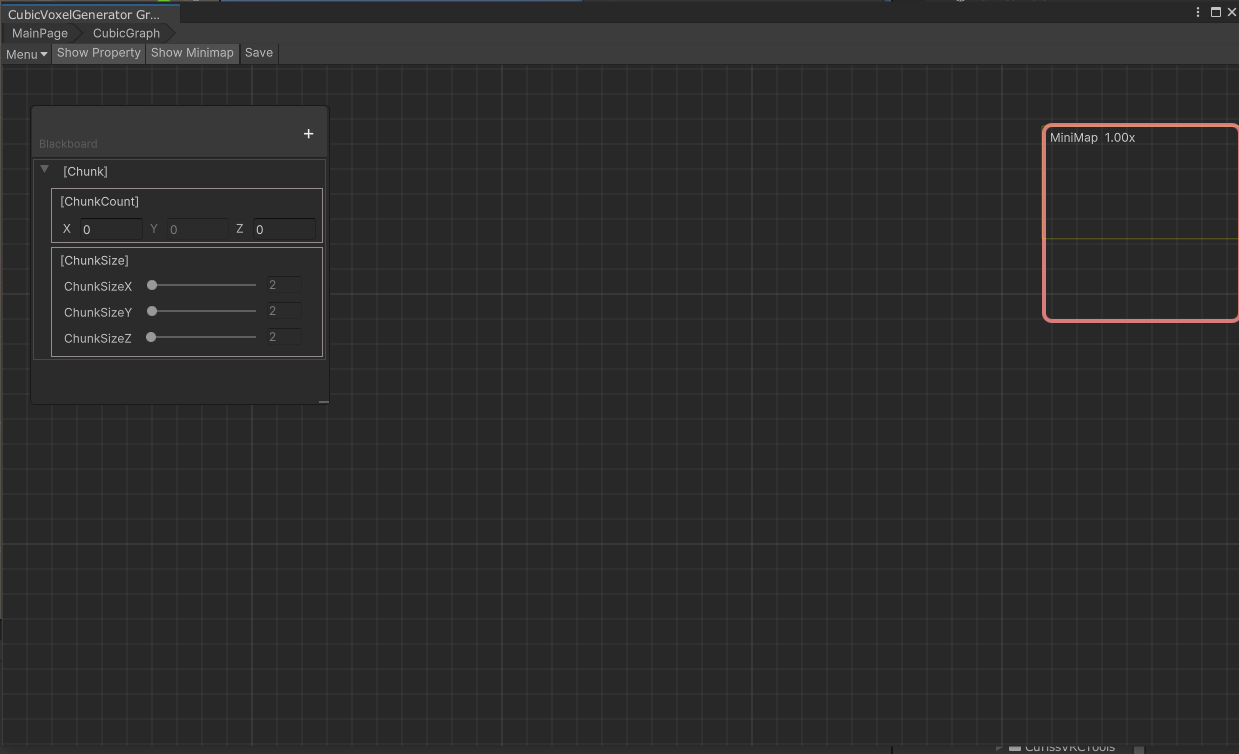 CubicVoxelGenerator Gr...
MainPage CubicGraph
Menu Show Property Show Minimap Save
+
Blackboard
[Chunk]
[ChunkCount]
X 0 Y 0 Z 0
[ChunkSize]
ChunkSizeX 2
ChunkSizeY 2
ChunkSizeZ 2
MiniMap 1.00x